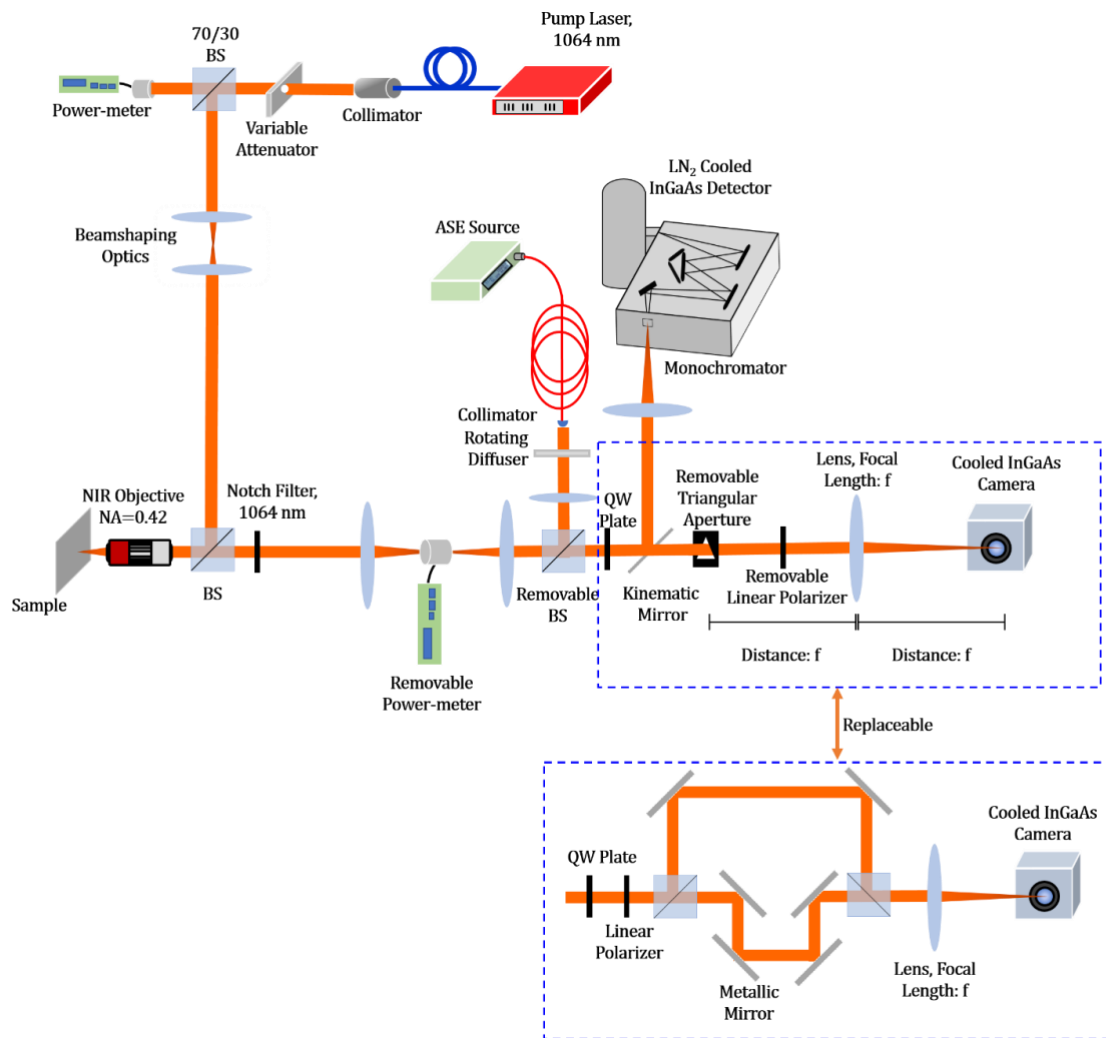 Pump Laser,
1064 nm
70/30
BS
Power-meter
Variable
Attenuator
Collimator
LN₂ Cooled
InGaAs Detector
ASE Source
Beamshaping
Optics
Monochromator
Collimator
Rotating
Diffuser
NIR Objective
NA=0.42
Notch Filter,
1064 nm
QW
Plate
Removable
Triangular
Aperture
Lens, Focal
Length: f
Cooled InGaAs
Camera
Sample
BS
Removable
BS
Kinematic
Mirror
Removable
Linear Polarizer
Distance: f
Distance: f
Removable
Power-meter
Replaceable
QW Plate
Linear
Polarizer
Metallic
Mirror
Lens, Focal
Length: f
Cooled InGaAs
Camera